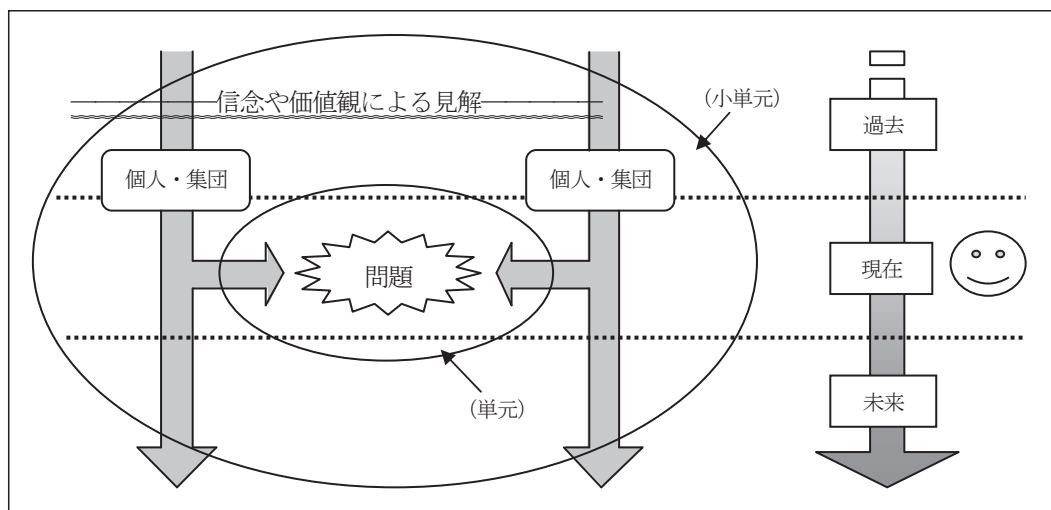 信念や価値観による見解
(小単元)
過去
個人・集団
個人・集団
問題
現在
(単元)
未来